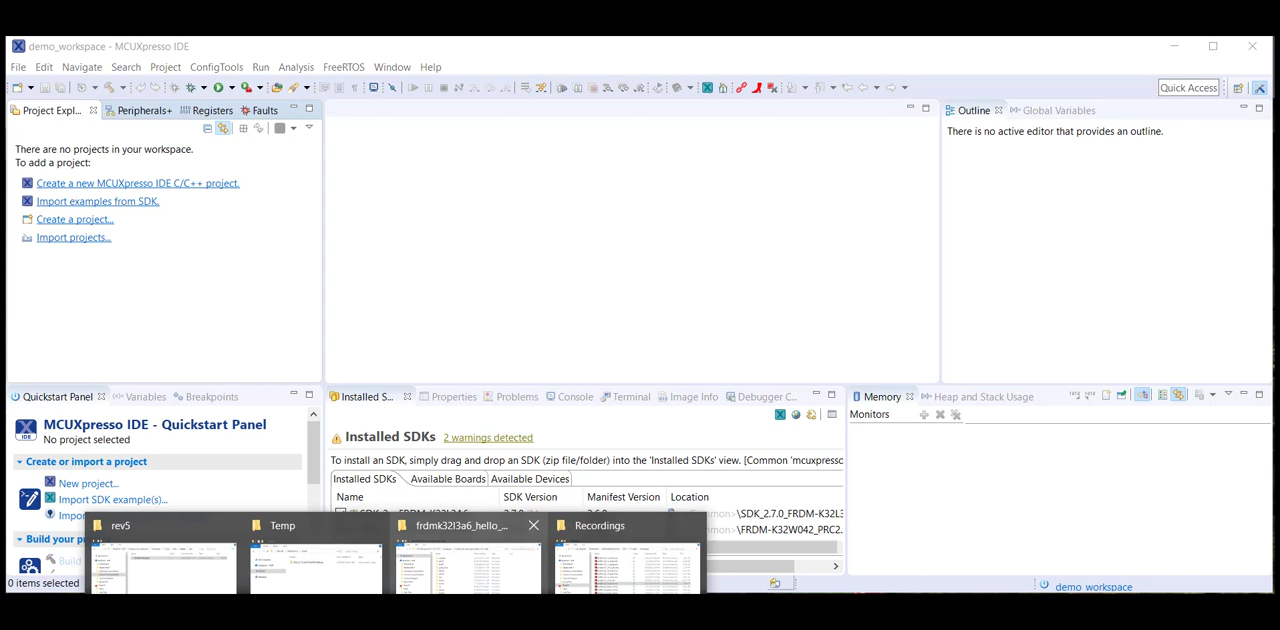 demo_workspace - MCUXpresso IDE
File Edit Navigate Search Project ConfigTools Run Analysis FreeRTOS Window Help
Quick Access
Project Expl... Peripherals+ Registers Faults
Outline Global Variables
There are no projects in your workspace.
To add a project:
Create a new MCUXpresso IDE C/C++ project.
Import examples from SDK.
Create a project...
Import projects...
There is no active editor that provides an outline.
Quickstart Panel (x)= Variables Breakpoints
IDE
MCUXpresso IDE - Quickstart Panel
No project selected
Create or import a project
New project...
Import SDK example(s)...
Impo
Build your p
Build
0 items selected
Installed S... Properties Problems Console Terminal Image Info Debugger C...
Installed SDKs 2 warnings detected
To install an SDK, simply drag and drop an SDK (zip file/folder) into the 'Installed SDKs' view. [Common 'mcuxpresso
Installed SDKs Available Boards Available Devices
Name SDK Version Manifest Version Location
\SDK_2.7.0_FRDM-K32L3
\FRDM-K32W042_PRC2.
Memory Heap and Stack Usage
Monitors
rev5 Temp frdmk32l3a6_hello_... Recordings
demo_workspace